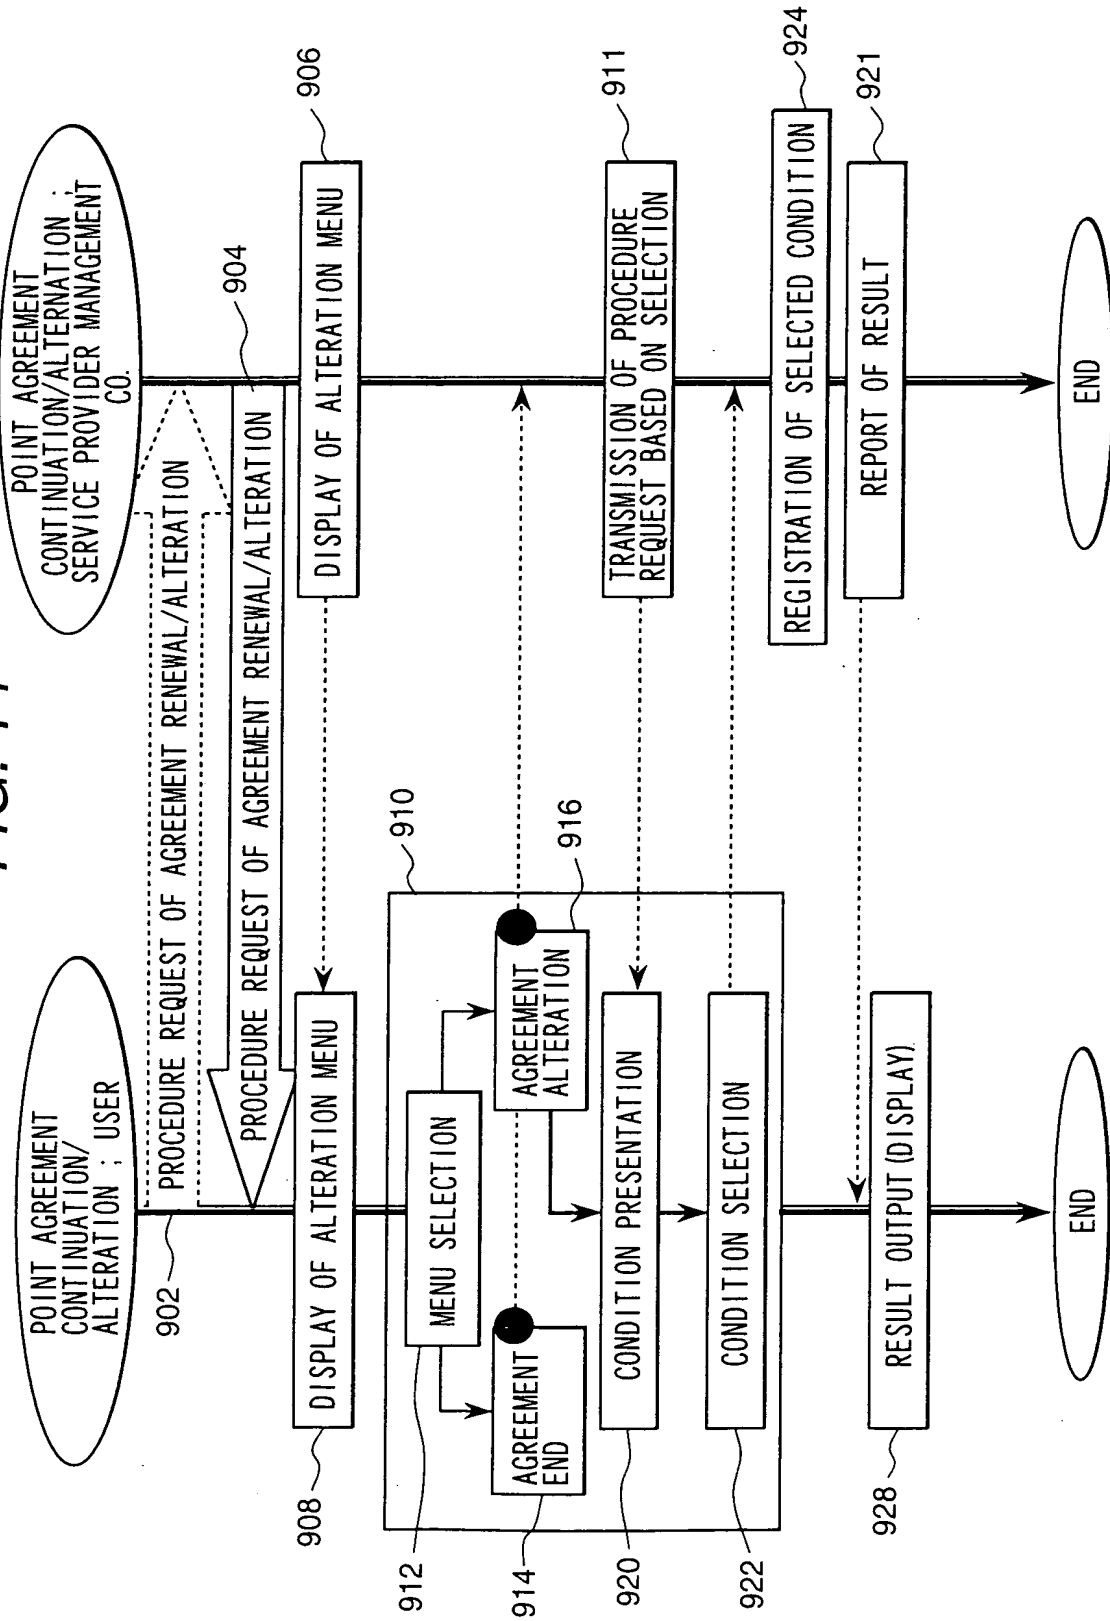 POINT AGREEMENT
CONTINUATION/
ALTERATION ; USER
POINT AGREEMENT
CONTINUATION/ALTERNATION ;
SERVICE PROVIDER MANAGEMENT
CO.
902
PROCEDURE REQUEST OF AGREEMENT RENEWAL/ALTERATION
904
PROCEDURE REQUEST OF AGREEMENT RENEWAL/ALTERATION
908
DISPLAY OF ALTERATION MENU
DISPLAY OF ALTERATION MENU
906
910
912
MENU SELECTION
914
AGREEMENT
END
AGREEMENT
ALTERATION
916
920
CONDITION PRESENTATION
TRANSMISSION OF PROCEDURE
REQUEST BASED ON SELECTION
911
922
CONDITION SELECTION
REGISTRATION OF SELECTED CONDITION
924
928
RESULT OUTPUT (DISPLAY)
REPORT OF RESULT
921
END
END